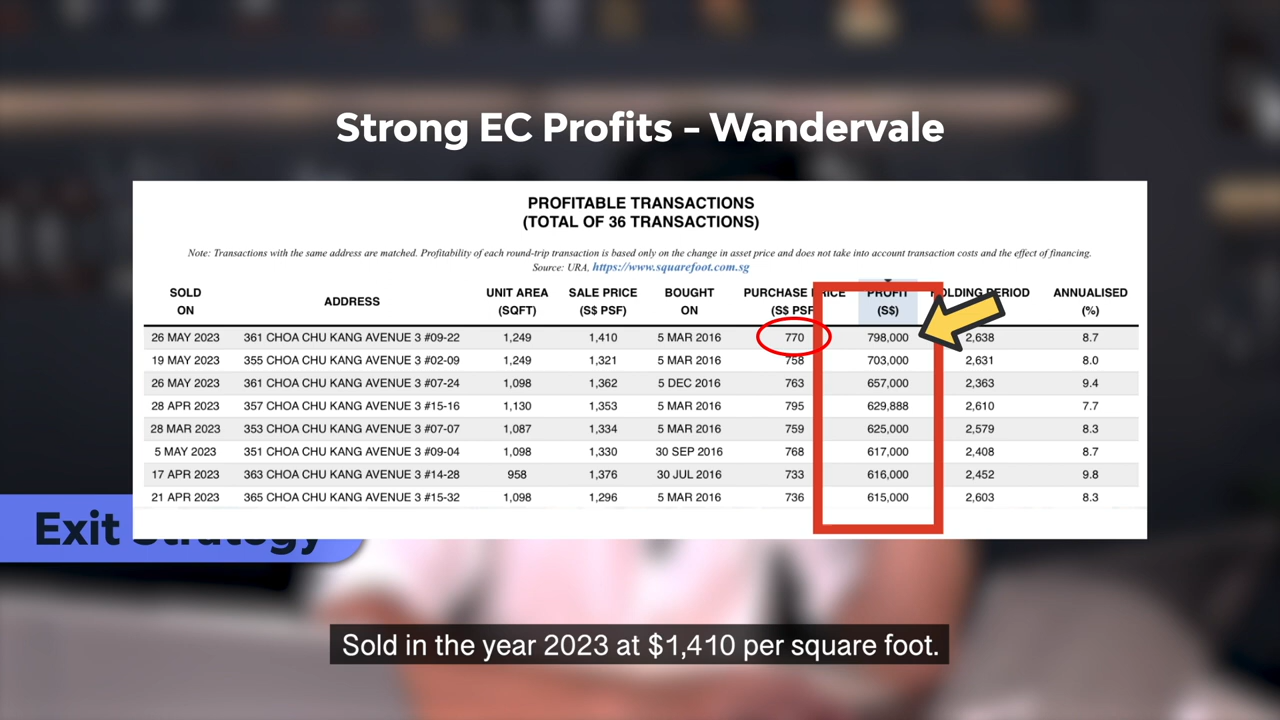 Strong EC Profits - Wandervale
PROFITABLE TRANSACTIONS
(TOTAL OF 36 TRANSACTIONS)
Note: Transactions with the same address are matched. Profitability of each round-trip transaction is based only on the change in asset price and does not take into account transaction costs and the effect of financing.
Source: URA, https://www.squarefoot.com.sg
SOLD ON ADDRESS UNIT AREA (SQFT) SALE PRICE (S$ PSF) BOUGHT ON PURCHASE PRICE (S$ PSF PROFIT (S$) HOLDING PERIOD ANNUALISED (%)
26 MAY 2023 361 CHOA CHU KANG AVENUE 3 #09-22 1,249 1,410 5 MAR 2016 770 798,000 2,638 8.7
19 MAY 2023 355 CHOA CHU KANG AVENUE 3 #02-09 1,249 1,321 5 MAR 2016 758 703,000 2,631 8.0
26 MAY 2023 361 CHOA CHU KANG AVENUE 3 #07-24 1,098 1,362 5 DEC 2016 763 657,000 2,363 9.4
28 APR 2023 357 CHOA CHU KANG AVENUE 3 #15-16 1,130 1,353 5 MAR 2016 795 629,888 2,610 7.7
28 MAR 2023 353 CHOA CHU KANG AVENUE 3 #07-07 1,087 1,334 5 MAR 2016 759 625,000 2,579 8.3
5 MAY 2023 351 CHOA CHU KANG AVENUE 3 #09-04 1,098 1,330 30 SEP 2016 768 617,000 2,408 8.7
17 APR 2023 363 CHOA CHU KANG AVENUE 3 #14-28 958 1,376 30 JUL 2016 733 616,000 2,452 9.8
21 APR 2023 365 CHOA CHU KANG AVENUE 3 #15-32 1,098 1,296 5 MAR 2016 736 615,000 2,603 8.3
Exit Strategy
Sold in the year 2023 at $1,410 per square foot.